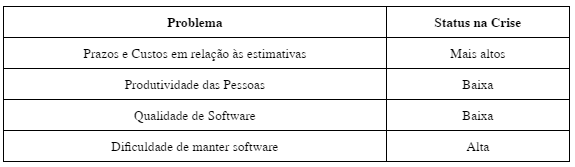 Problema Status na Crise
Prazos e Custos em relação às estimativas Mais altos
Produtividade das Pessoas Baixa
Qualidade de Software Baixa
Dificuldade de manter software Alta